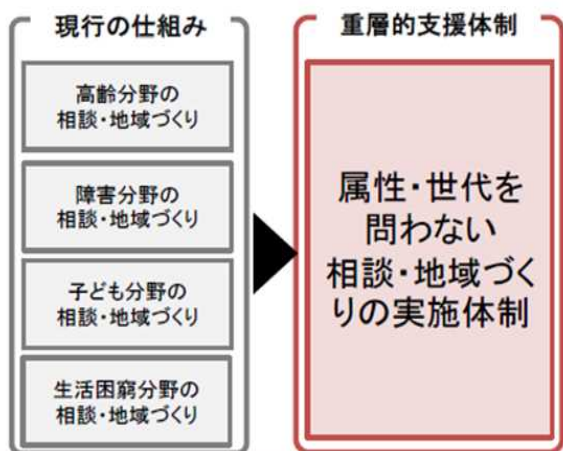 現行の仕組み
高齢分野の
相談・地域づくり
障害分野の
相談・地域づくり
子ども分野の
相談・地域づくり
生活困窮分野の
相談・地域づくり
重層的支援体制
属性・世代を
問わない
相談・地域づく
りの実施体制